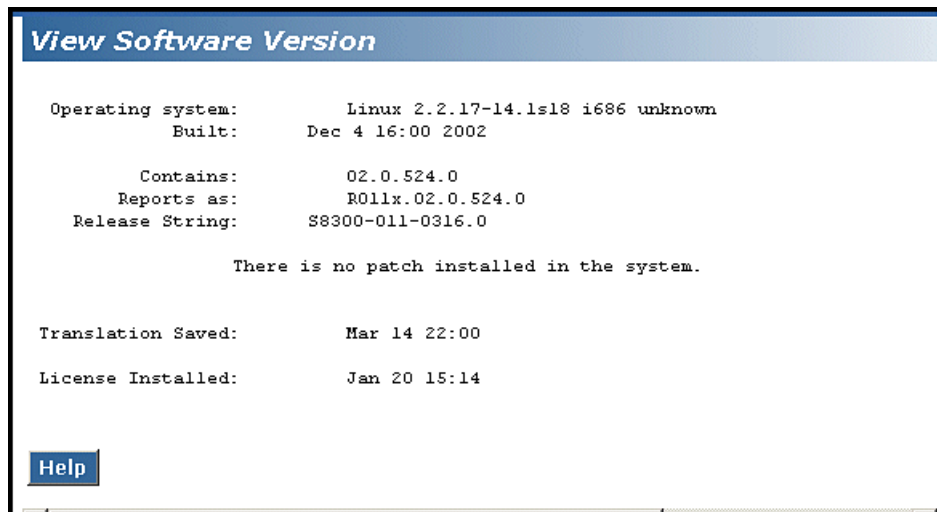 View Software Version
Operating system: Linux 2.2.17-14.1s18 i686 unknown
Built: Dec 4 16:00 2002
Contains: 02.0.524.0
Reports as: R011x.02.0.524.0
Release String: S8300-011-0316.0
There is no patch installed in the system.
Translation Saved: Mar 14 22:00
License Installed: Jan 20 15:14
Help